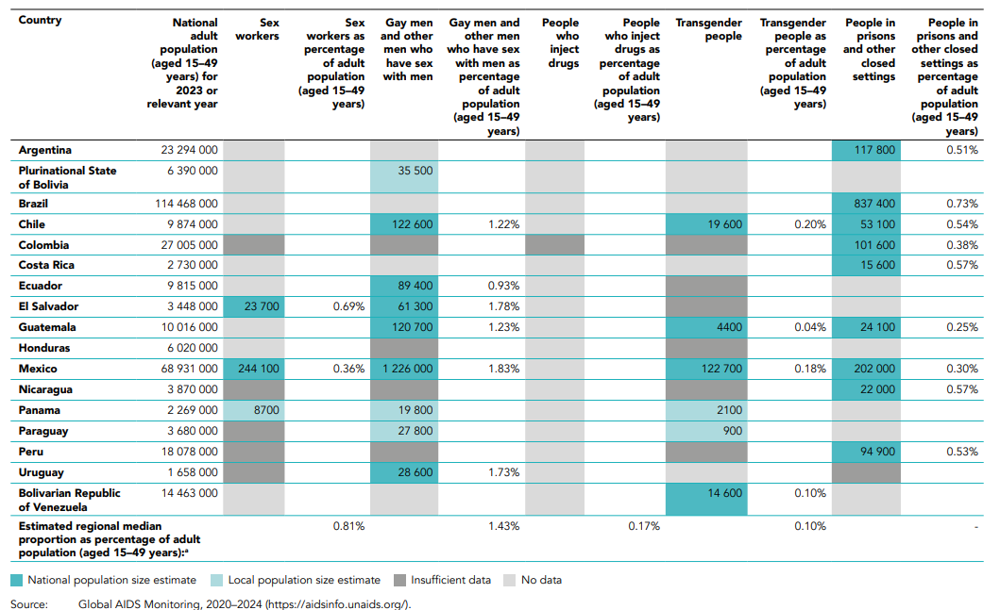 Country National adult population (aged 15–49 years) for 2023 or relevant year Sex workers Sex workers as percentage of adult population (aged 15–49 years) Gay men and other men who have sex with men Gay men and other men who have sex with men as percentage of adult population (aged 15–49 years) People who inject drugs People who inject drugs as percentage of adult population (aged 15–49 years) Transgender people Transgender people as percentage of adult population (aged 15–49 years) People in prisons and other closed settings People in prisons and other closed settings as percentage of adult population (aged 15–49 years)
Argentina 23 294 000 117 800 0.51%
Plurinational State of Bolivia 6 390 000 35 500
Brazil 114 468 000 837 400 0.73%
Chile 9 874 000 122 600 1.22% 19 600 0.20% 53 100 0.54%
Colombia 27 005 000 101 600 0.38%
Costa Rica 2 730 000 15 600 0.57%
Ecuador 9 815 000 89 400 0.93%
El Salvador 3 448 000 23 700 0.69% 61 300 1.78%
Guatemala 10 016 000 120 700 1.23% 4400 0.04% 24 100 0.25%
Honduras 6 020 000
Mexico 68 931 000 244 100 0.36% 1 226 000 1.83% 122 700 0.18% 202 000 0.30%
Nicaragua 3 870 000 22 000 0.57%
Panama 2 269 000 8700 19 800 2100
Paraguay 3 680 000 27 800 900
Peru 18 078 000 94 900 0.53%
Uruguay 1 658 000 28 600 1.73%
Bolivarian Republic of Venezuela 14 463 000 14 600 0.10%
Estimated regional median proportion as percentage of adult population (aged 15–49 years):ᵃ 0.81% 1.43% 0.17% 0.10% -
National population size estimate Local population size estimate Insufficient data No data
Source: Global AIDS Monitoring, 2020–2024 (https://aidsinfo.unaids.org/).